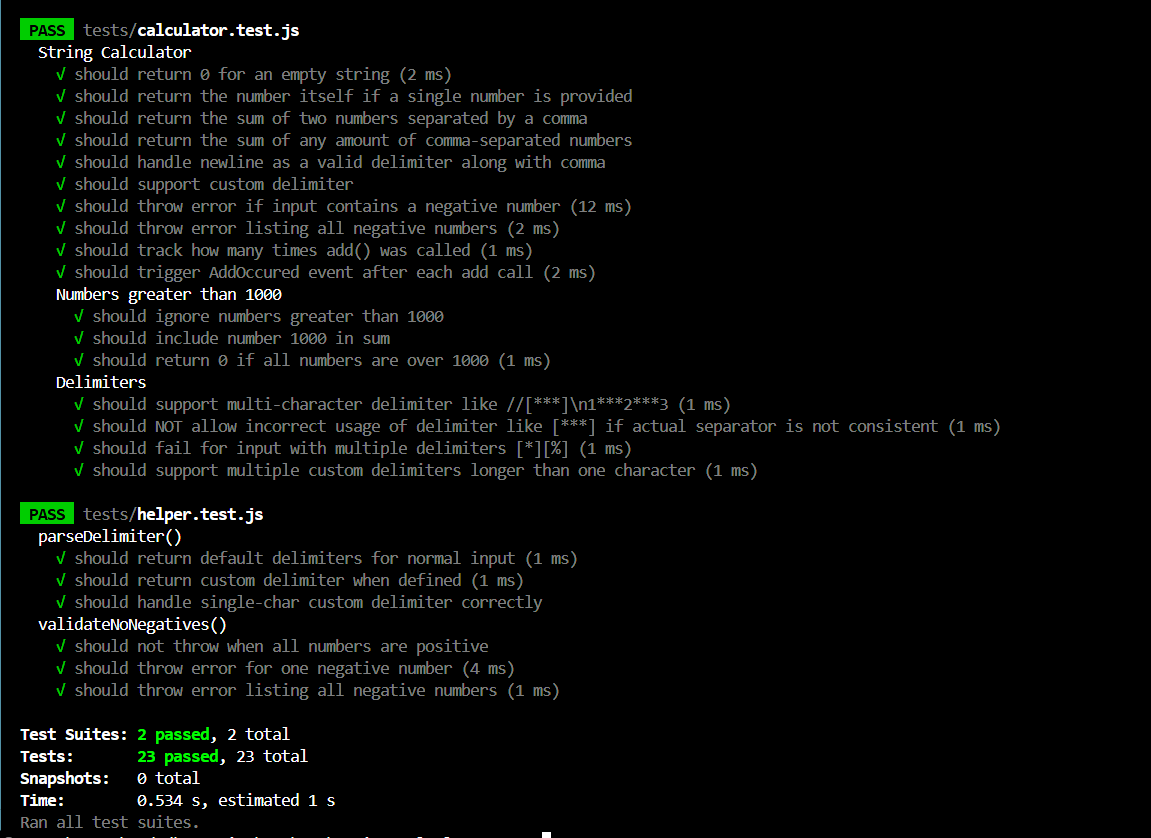 PASS tests/calculator.test.js
String Calculator
√ should return 0 for an empty string (2 ms)
√ should return the number itself if a single number is provided
√ should return the sum of two numbers separated by a comma
√ should return the sum of any amount of comma-separated numbers
√ should handle newline as a valid delimiter along with comma
√ should support custom delimiter
√ should throw error if input contains a negative number (12 ms)
√ should throw error listing all negative numbers (2 ms)
√ should track how many times add() was called (1 ms)
√ should trigger AddOccured event after each add call (2 ms)
Numbers greater than 1000
√ should ignore numbers greater than 1000
√ should include number 1000 in sum
√ should return 0 if all numbers are over 1000 (1 ms)
Delimiters
√ should support multi-character delimiter like //[***]\n1***2***3 (1 ms)
√ should NOT allow incorrect usage of delimiter like [***] if actual separator is not consistent (1 ms)
√ should fail for input with multiple delimiters [*][%] (1 ms)
√ should support multiple custom delimiters longer than one character (1 ms)
PASS tests/helper.test.js
parseDelimiter()
√ should return default delimiters for normal input (1 ms)
√ should return custom delimiter when defined (1 ms)
√ should handle single-char custom delimiter correctly
validateNoNegatives()
√ should not throw when all numbers are positive
√ should throw error for one negative number (4 ms)
√ should throw error listing all negative numbers (1 ms)
Test Suites: 2 passed, 2 total
Tests: 23 passed, 23 total
Snapshots: 0 total
Time: 0.534 s, estimated 1 s
Ran all test suites.